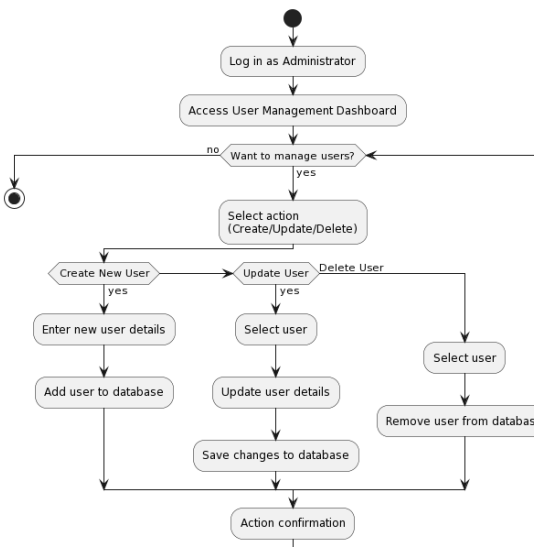 Log in as Administrator
Access User Management Dashboard
no
Want to manage users?
yes
Select action
(Create/Update/Delete)
Create New User
Update User
Delete User
yes
yes
Enter new user details
Select user
Select user
Add user to database
Update user details
Remove user from databas
Save changes to database
Action confirmation